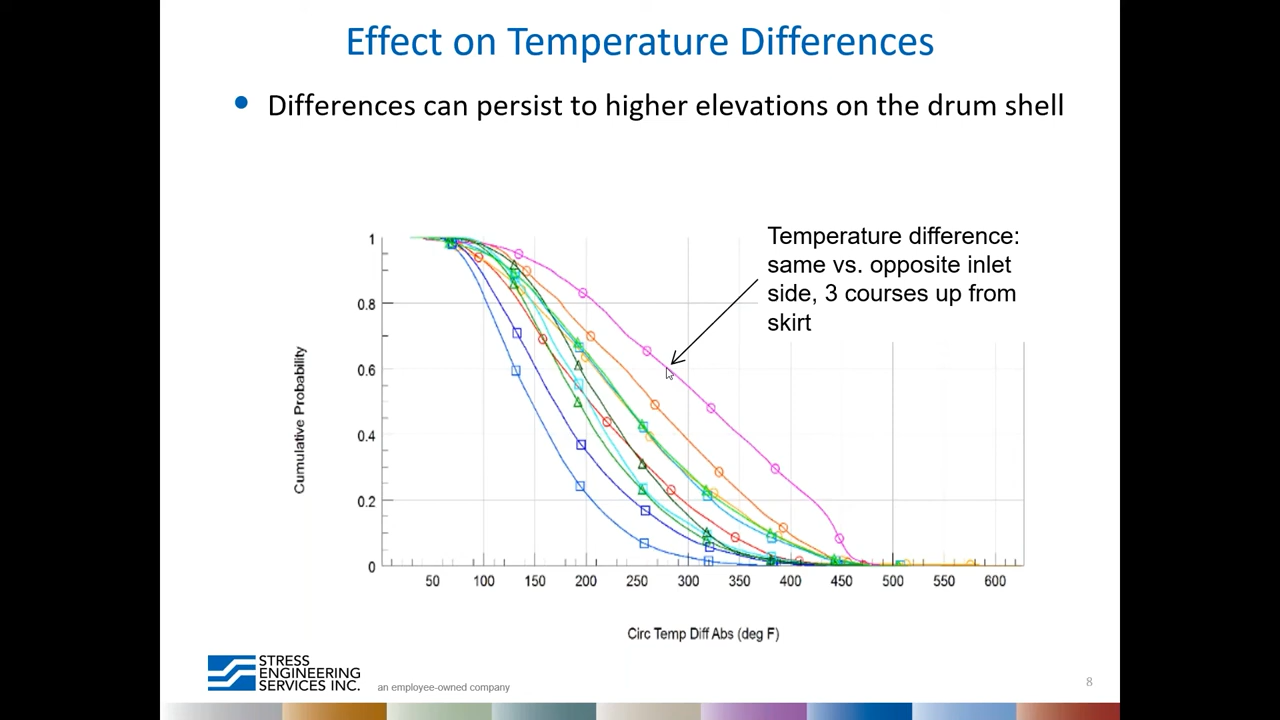 Effect on Temperature Differences
Differences can persist to higher elevations on the drum shell
Temperature difference:
same vs. opposite inlet
side, 3 courses up from
skirt
Cumulative Probability
1
0.8
0.6
0.4
0.2
0
50 100 150 200 250 300 350 400 450 500 550 600
Circ Temp Diff Abs (deg F)
STRESS
ENGINEERING
SERVICES INC.
an employee-owned company
8